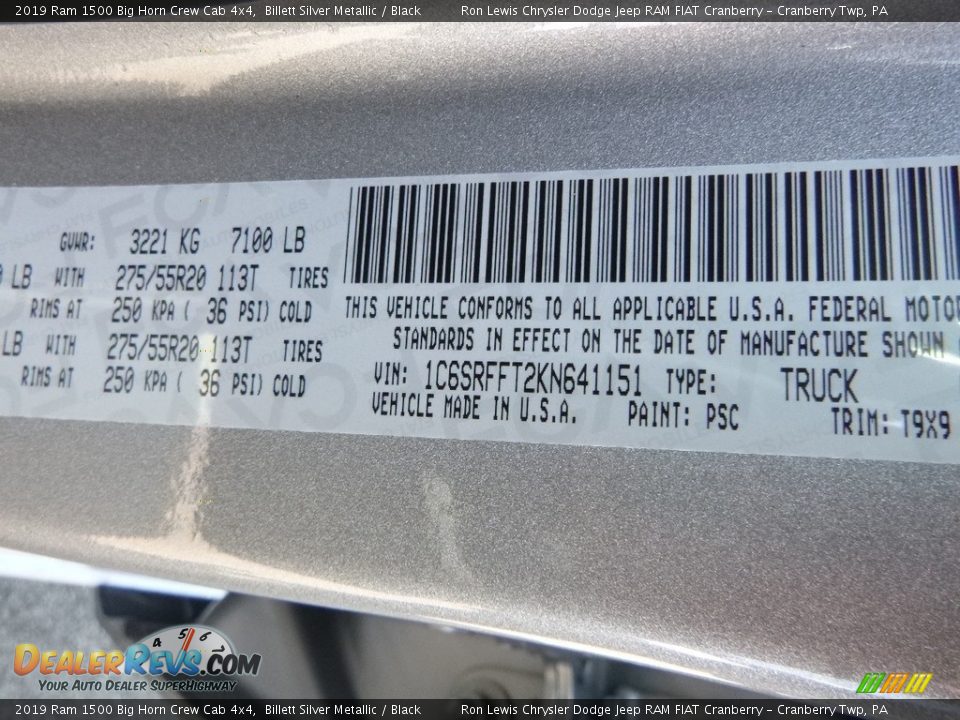 2019 Ram 1500 Big Horn Crew Cab 4x4, Billett Silver Metallic / Black Ron Lewis Chrysler Dodge Jeep RAM FIAT Cranberry – Cranberry Twp, PA
GVWR: 3221 KG 7100 LB
LB WITH 275/55R20 113T TIRES
RIMS AT 250 KPA ( 36 PSI) COLD
LB WITH 275/55R20 113T TIRES
RIMS AT 250 KPA ( 36 PSI) COLD
THIS VEHICLE CONFORMS TO ALL APPLICABLE U.S.A. FEDERAL MOTOR
STANDARDS IN EFFECT ON THE DATE OF MANUFACTURE SHOWN
VIN: 1C6SRFFT2KN641151 TYPE: TRUCK
VEHICLE MADE IN U.S.A. PAINT: PSC TRIM: T9X9
4 5 6
DealerRevs.com
Your Auto Dealer SuperHighway
2019 Ram 1500 Big Horn Crew Cab 4x4, Billett Silver Metallic / Black Ron Lewis Chrysler Dodge Jeep RAM FIAT Cranberry – Cranberry Twp, PA